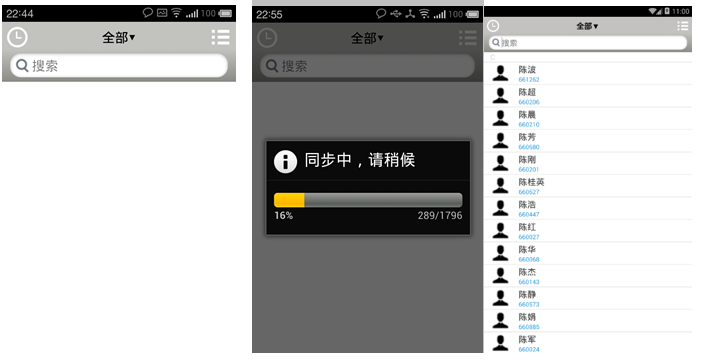 22:44
100
全部▼
搜索
22:55
100
全部▼
搜索
同步中，请稍候
16%
289/1796
11:00
全部▼
搜索
C
陈波
661262
陈超
660206
陈晨
660210
陈芳
660580
陈刚
660201
陈桂英
660627
陈浩
660447
陈红
660027
陈华
660068
陈杰
660143
陈静
660573
陈娟
660885
陈军
660024